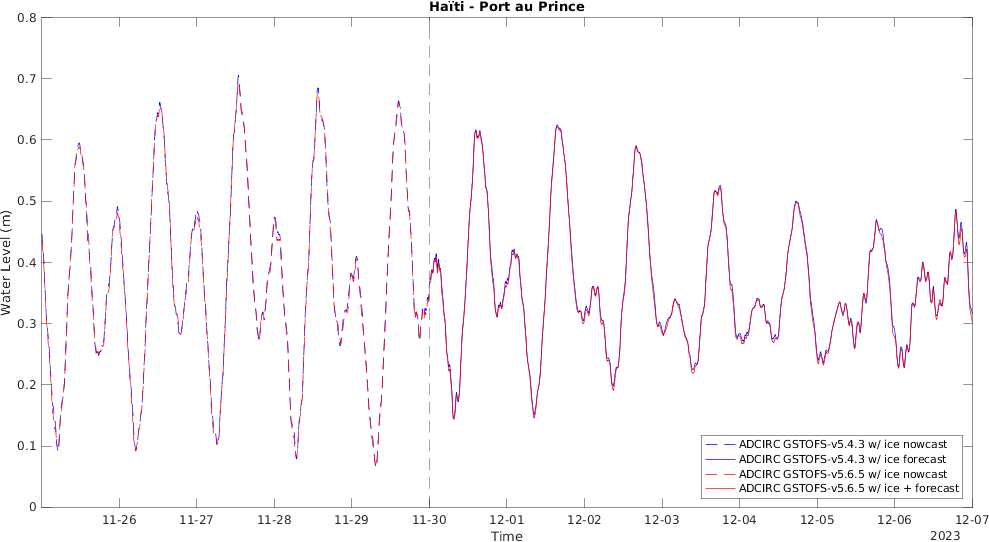 Haïti - Port au Prince
0.8
0.7
0.6
0.5
0.4
0.3
0.2
0.1
0
Water Level (m)
11-26 11-27 11-28 11-29 11-30 12-01 12-02 12-03 12-04 12-05 12-06 12-07
Time
2023
ADCIRC GSTOFS-v5.4.3 w/ ice nowcast
ADCIRC GSTOFS-v5.4.3 w/ ice forecast
ADCIRC GSTOFS-v5.6.5 w/ ice nowcast
ADCIRC GSTOFS-v5.6.5 w/ ice + forecast